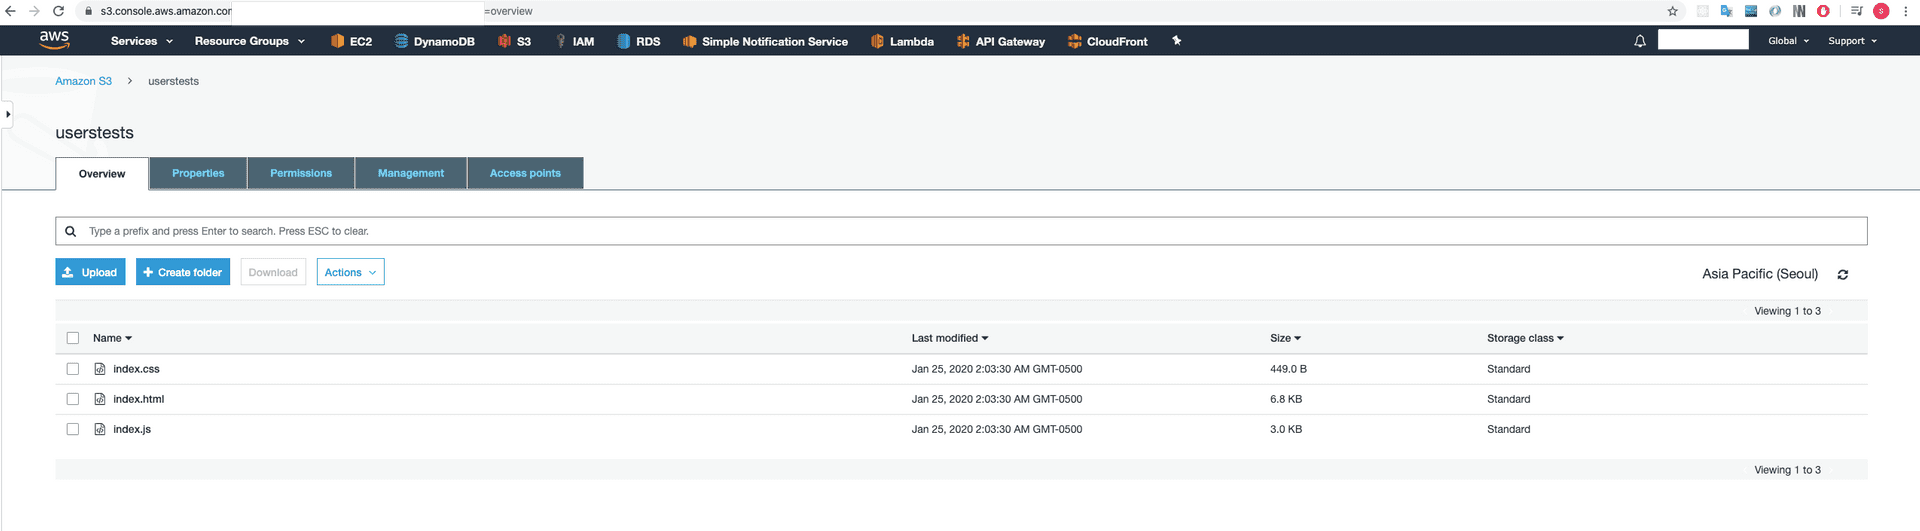 s3.console.aws.amazon.cor =overview
aws Services Resource Groups EC2 DynamoDB S3 IAM RDS Simple Notification Service Lambda API Gateway CloudFront Global Support
Amazon S3 > userstests
userstests
Overview Properties Permissions Management Access points
Type a prefix and press Enter to search. Press ESC to clear.
Upload + Create folder Download Actions Asia Pacific (Seoul)
Viewing 1 to 3
Name Last modified Size Storage class
index.css Jan 25, 2020 2:03:30 AM GMT-0500 449.0 B Standard
index.html Jan 25, 2020 2:03:30 AM GMT-0500 6.8 KB Standard
index.js Jan 25, 2020 2:03:30 AM GMT-0500 3.0 KB Standard
Viewing 1 to 3